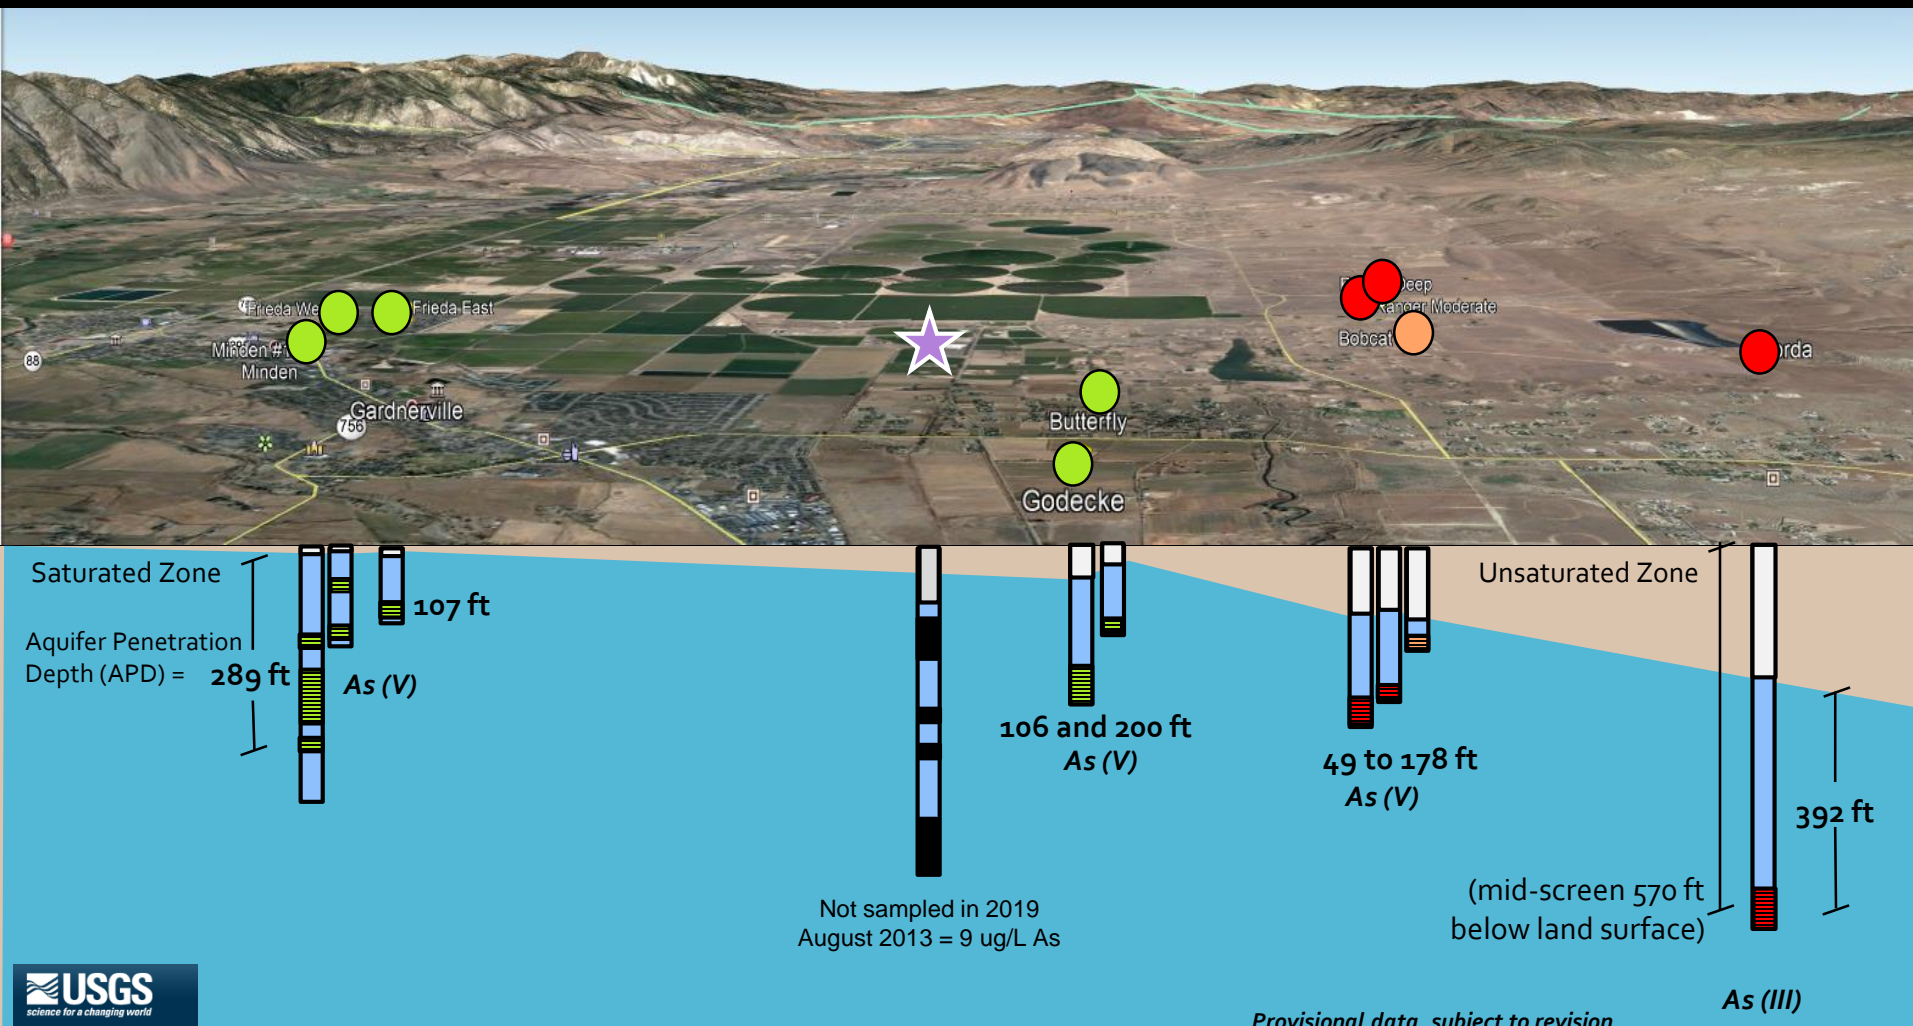 Frieda We
Frieda East
Minden #
Minden
88
Gardnerville
756
Butterfly
Godecke
Deep
Ranger Moderate
Bobcat
orda
Saturated Zone
Unsaturated Zone
107 ft
Aquifer Penetration
Depth (APD) = 289 ft
As (V)
106 and 200 ft
As (V)
49 to 178 ft
As (V)
392 ft
(mid-screen 570 ft
below land surface)
Not sampled in 2019
August 2013 = 9 ug/L As
As (III)
USGS
science for a changing world
Provisional data, subject to revision